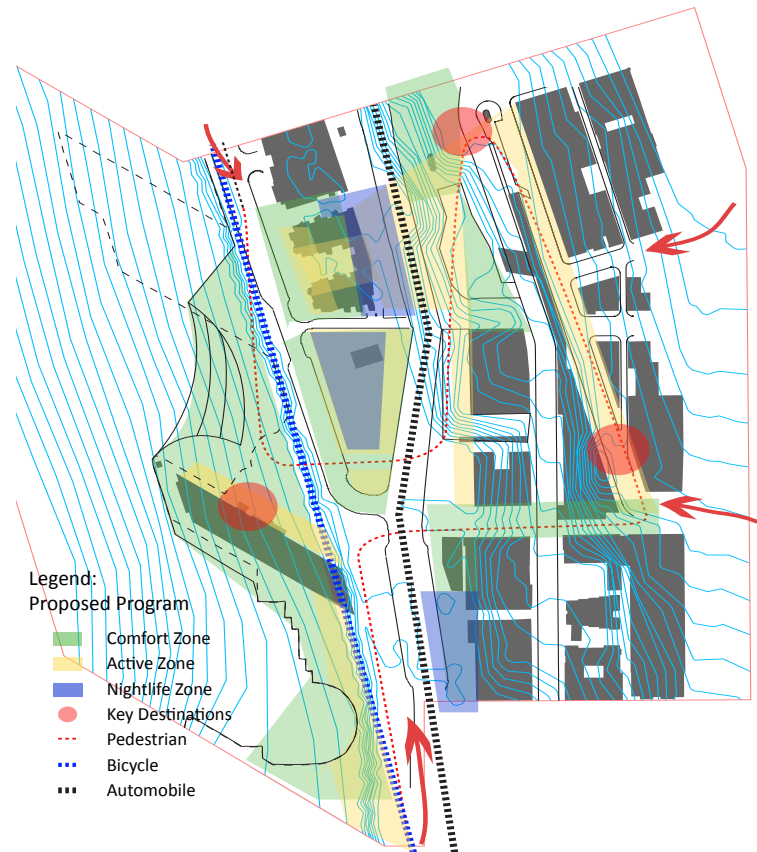 Legend:
Proposed Program
Comfort Zone
Active Zone
Nightlife Zone
Key Destinations
Pedestrian
Bicycle
Automobile